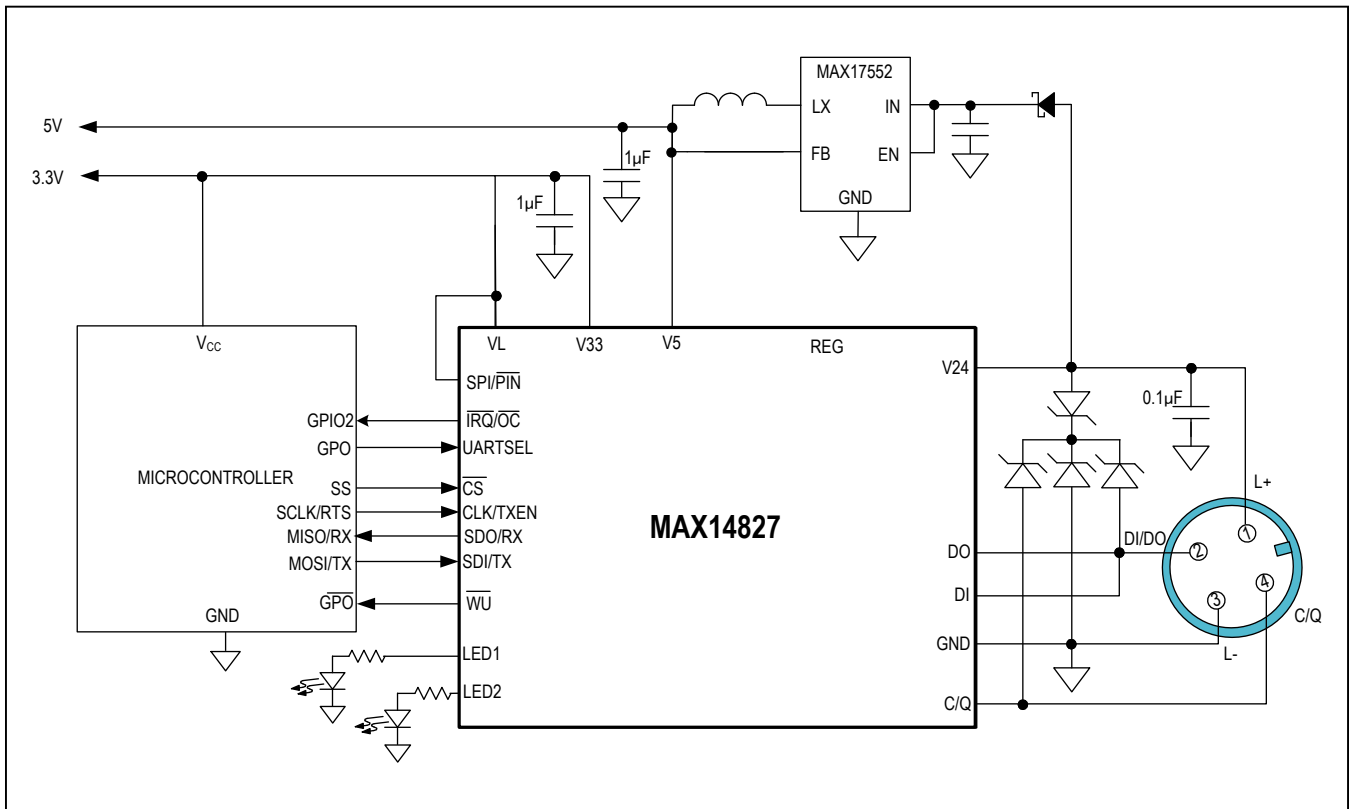 MAX17552
LX
IN
FB
EN
GND
5V
1µF
3.3V
1µF
VCC
VL
V33
V5
REG
V24
SPI/PIN
0.1µF
GPIO2
IRQ/OC
GPO
UARTSEL
MICROCONTROLLER
SS
CS
SCLK/RTS
CLK/TXEN
MISO/RX
SDO/RX
MOSI/TX
SDI/TX
GPO
WU
GND
LED1
LED2
MAX14827
L+
DO
DI/DO
DI
GND
C/Q
1
2
3
4
L-
C/Q